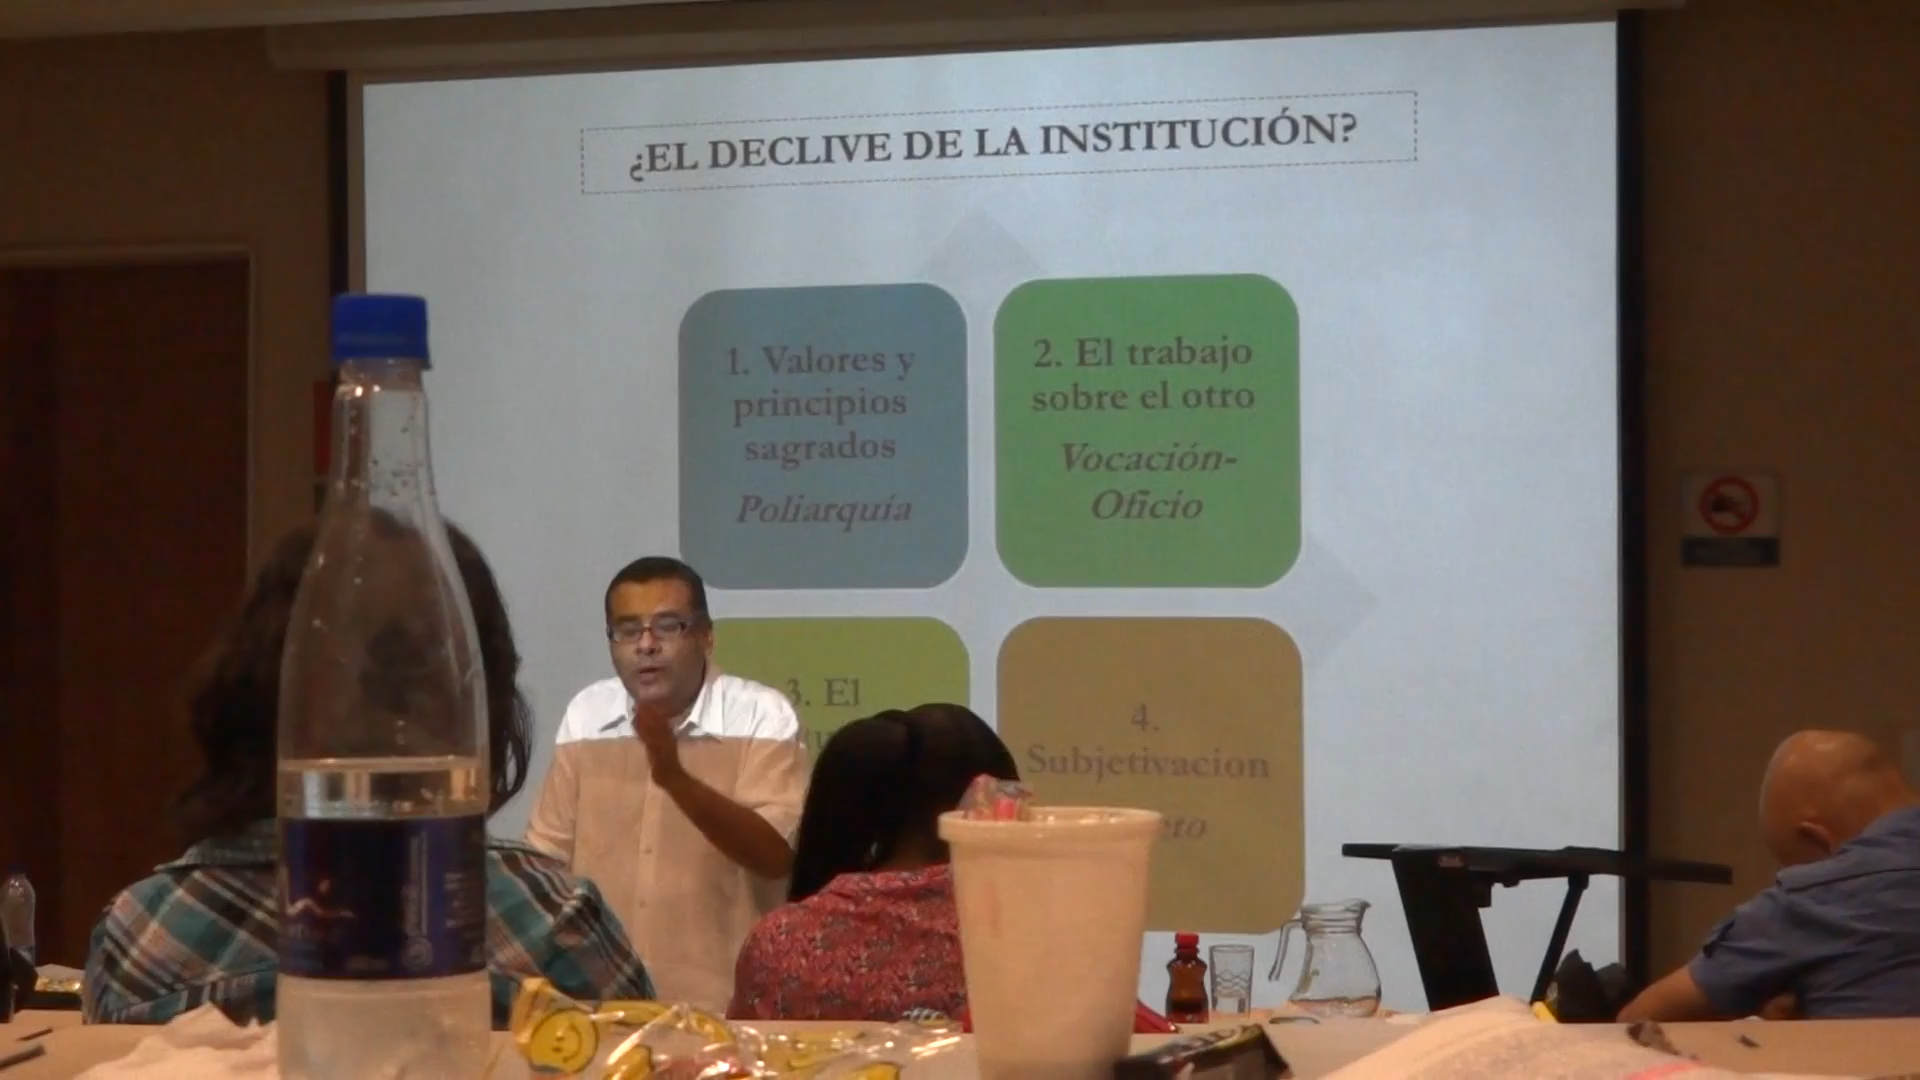 ¿EL DECLIVE DE LA INSTITUCIÓN?
1. Valores y
principios
sagrados
Poliarquía
2. El trabajo
sobre el otro
Vocación-
Oficio
3. El
4.
Subjetivacion